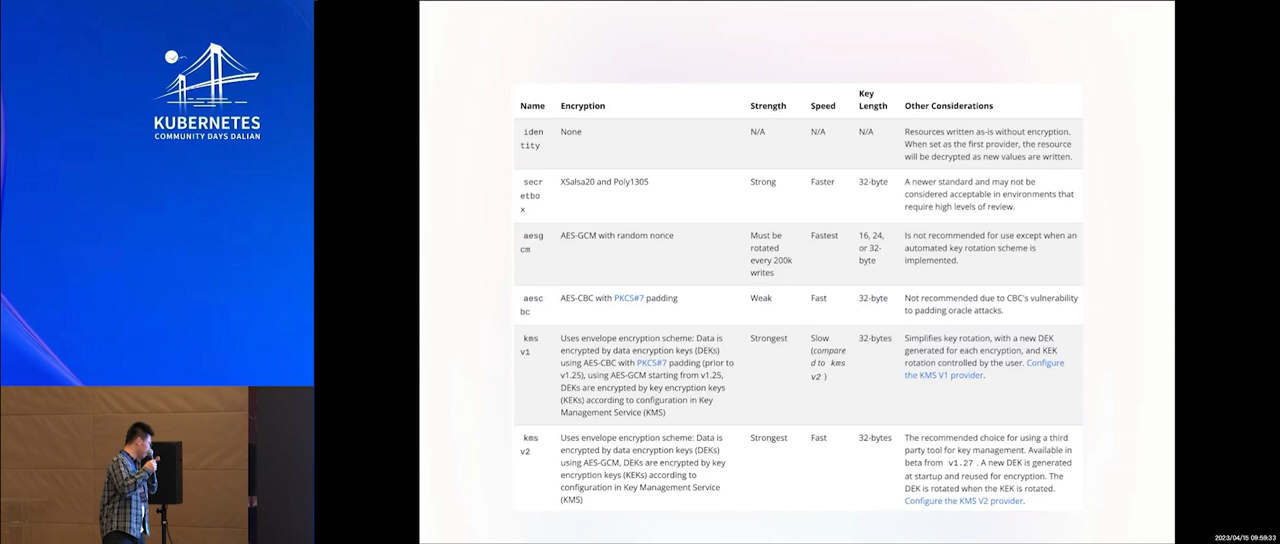 KUBERNETES
COMMUNITY DAYS DALIAN
Name Encryption Strength Speed Key Length Other Considerations
iden
tity
None
N/A
N/A
N/A
Resources written as-is without encryption.
When set as the first provider, the resource
will be decrypted as new values are written.
secr
etbo
x
XSalsa20 and Poly1305
Strong
Faster
32-byte
A newer standard and may not be
considered acceptable in environments that
require high levels of review.
aesg
cm
AES-GCM with random nonce
Must be
rotated
every 200k
writes
Fastest
16, 24,
or 32-
byte
Is not recommended for use except when an
automated key rotation scheme is
implemented.
aesc
bc
AES-CBC with PKCS#7 padding
Weak
Fast
32-byte
Not recommended due to CBC's vulnerability
to padding oracle attacks.
kms
v1
Uses envelope encryption scheme: Data is
encrypted by data encryption keys (DEKs)
using AES-CBC with PKCS#7 padding (prior to
v1.25), using AES-GCM starting from v1.25,
DEKs are encrypted by key encryption keys
(KEKs) according to configuration in Key
Management Service (KMS)
Strongest
Slow
(compare
d to kms
v2 )
32-bytes
Simplifies key rotation, with a new DEK
generated for each encryption, and KEK
rotation controlled by the user. Configure
the KMS V1 provider.
kms
v2
Uses envelope encryption scheme: Data is
encrypted by data encryption keys (DEKs)
using AES-GCM, DEKs are encrypted by key
encryption keys (KEKs) according to
configuration in Key Management Service
(KMS)
Strongest
Fast
32-bytes
The recommended choice for using a third
party tool for key management. Available in
beta from v1.27 . A new DEK is generated
at startup and reused for encryption. The
DEK is rotated when the KEK is rotated.
Configure the KMS V2 provider.
2023/04/15 09:59:33